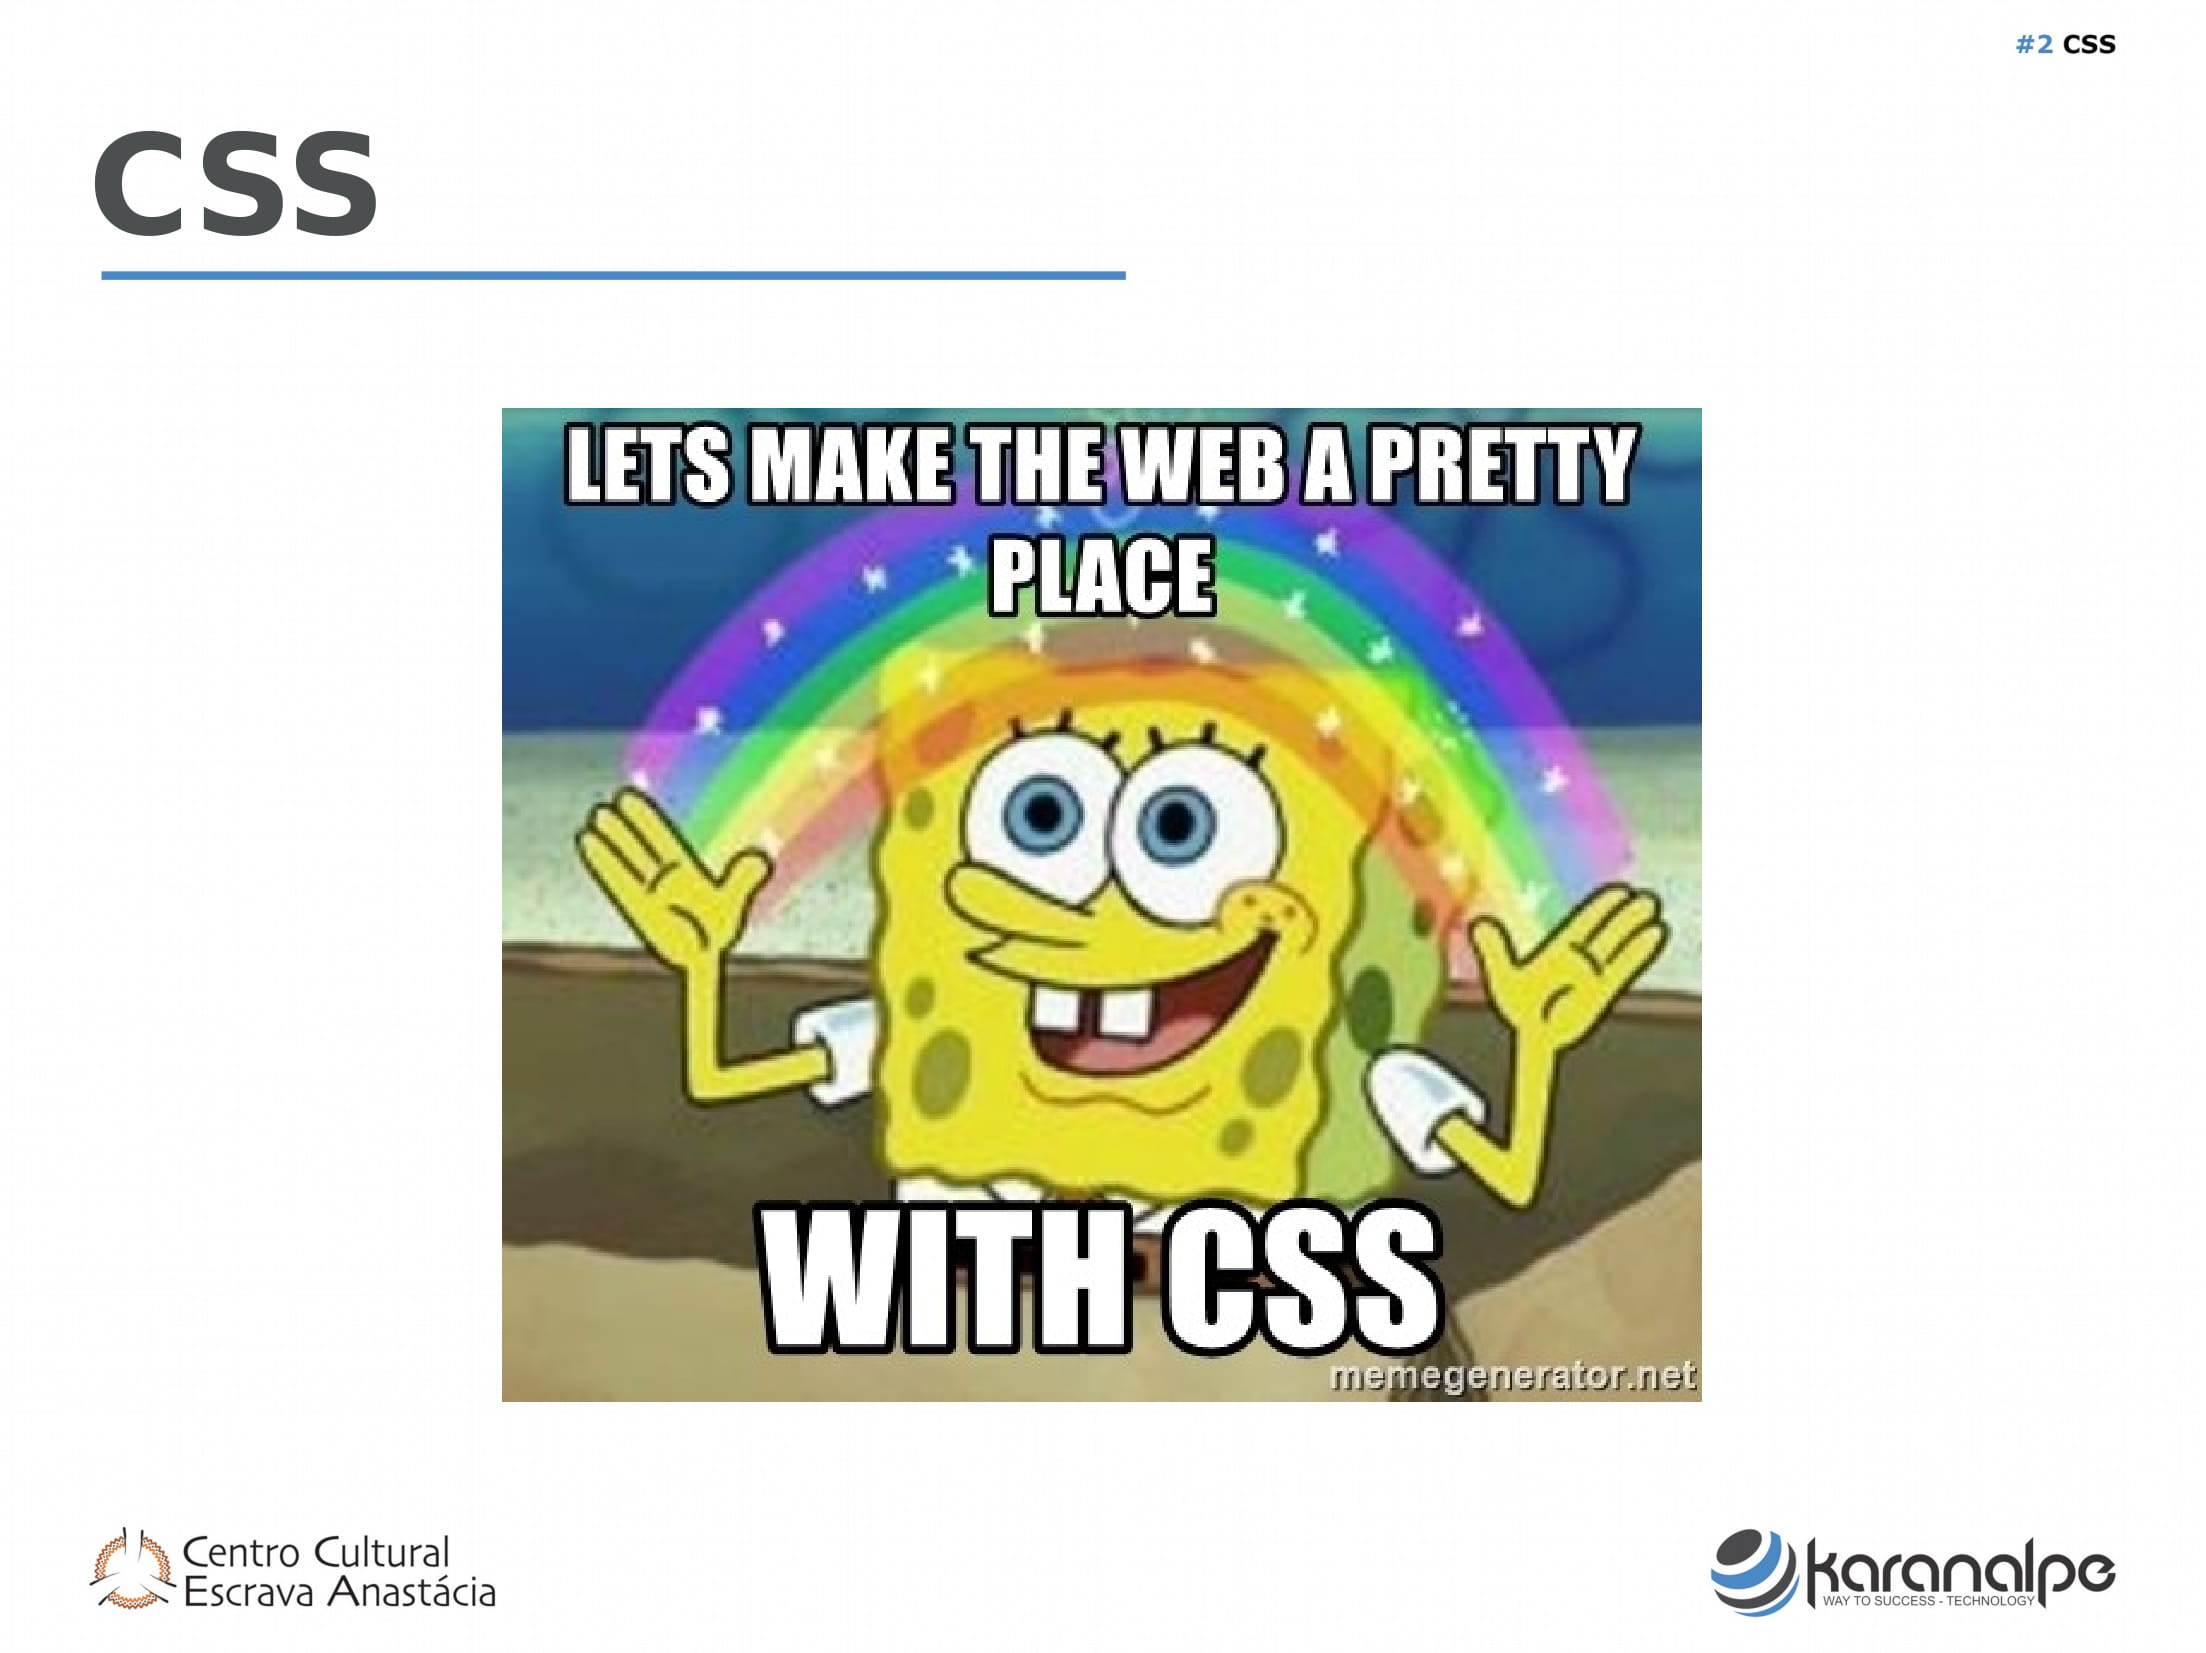 #2 CSS
CSS
LETS MAKE THE WEB A PRETTY
PLACE
WITH CSS
memegenerator.net
Centro Cultural
Escrava Anastácia
karanalpe
WAY TO SUCCESS - TECHNOLOGY